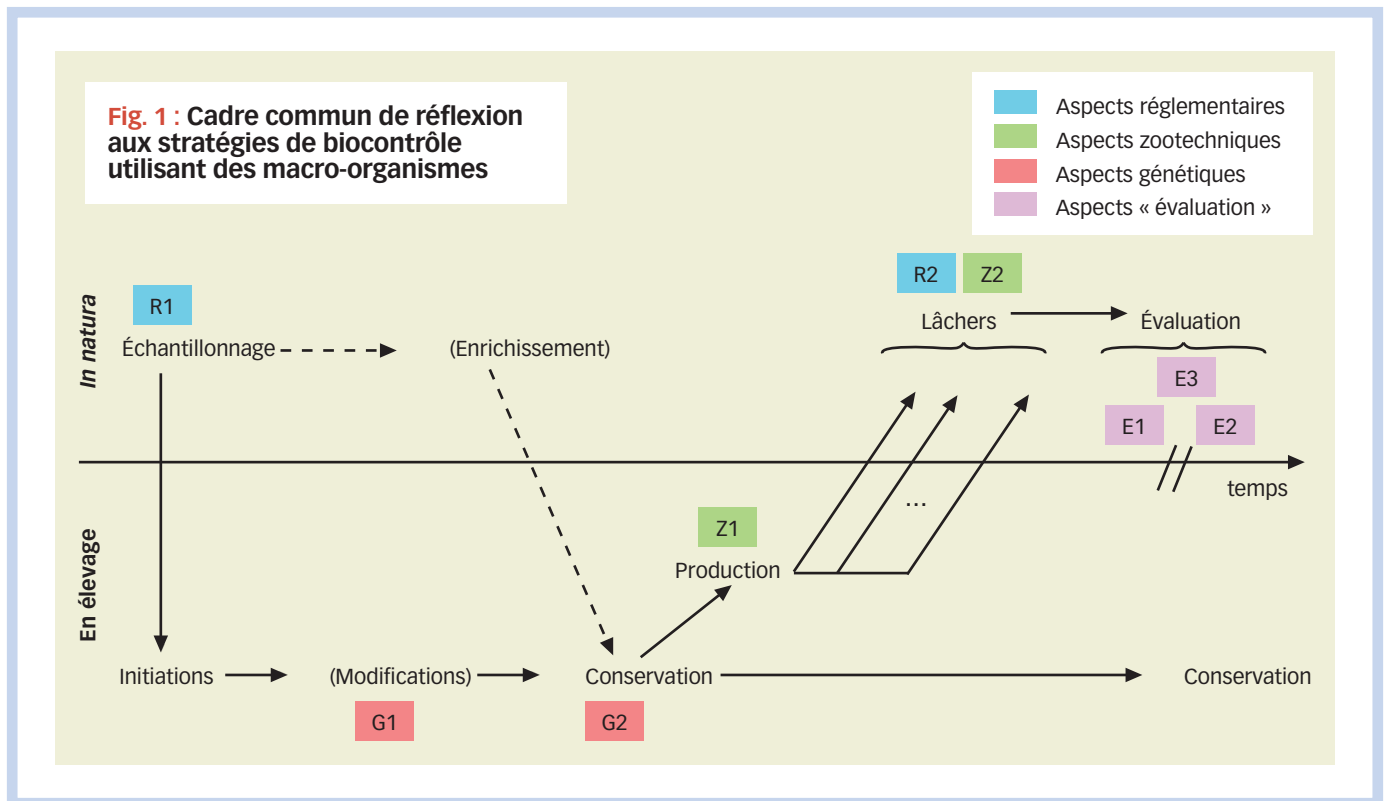 Fig. 1 : Cadre commun de réflexion
aux stratégies de biocontrôle
utilisant des macro-organismes
Aspects réglementaires
Aspects zootechniques
Aspects génétiques
Aspects « évaluation »
In natura
R1
Échantillonnage
(Enrichissement)
R2 Z2
Lâchers
Évaluation
E3
E1 E2
temps
...
En élevage
Z1
Production
Initiations
(Modifications)
Conservation
Conservation
G1
G2